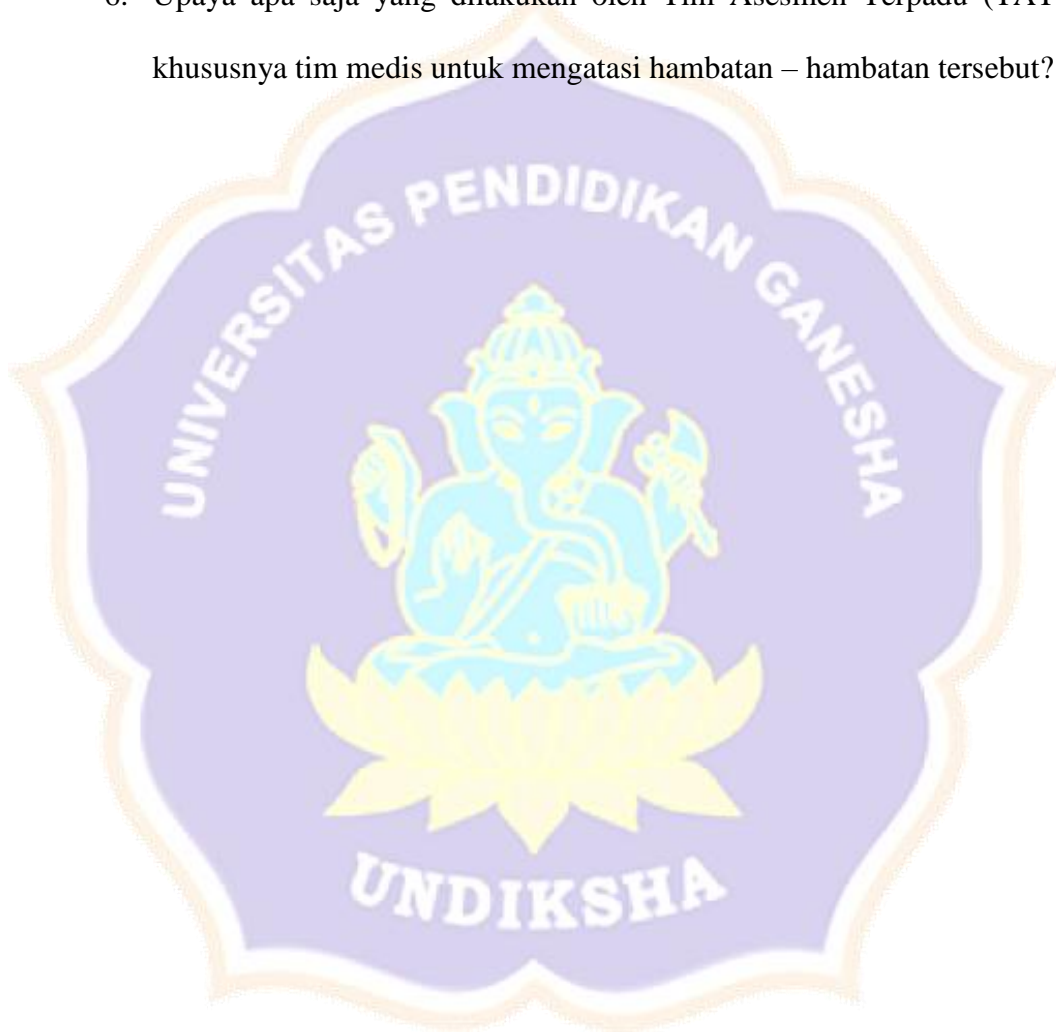 Upaya apa saja yang dilakukan oleh Tim Asesmen Terpadu (TAT
khususnya tim medis untuk mengatasi hambatan – hambatan tersebut?
UNIVERSITAS PENDIDIKAN GANESHA
UNDIKSHA